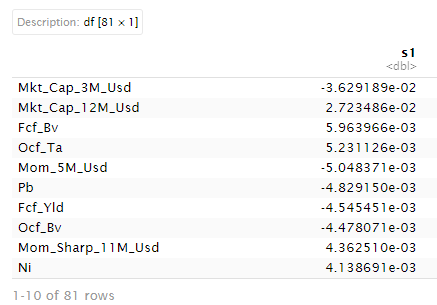 Description: df [81 × 1]
s1
<dbl>
Mkt_Cap_3M_Usd -3.629189e-02
Mkt_Cap_12M_Usd 2.723486e-02
Fcf_Bv 5.963966e-03
Ocf_Ta 5.231126e-03
Mom_5M_Usd -5.048371e-03
Pb -4.829150e-03
Fcf_Yld -4.545451e-03
Ocf_Bv -4.478071e-03
Mom_Sharp_11M_Usd 4.362510e-03
Ni 4.138691e-03
1-10 of 81 rows